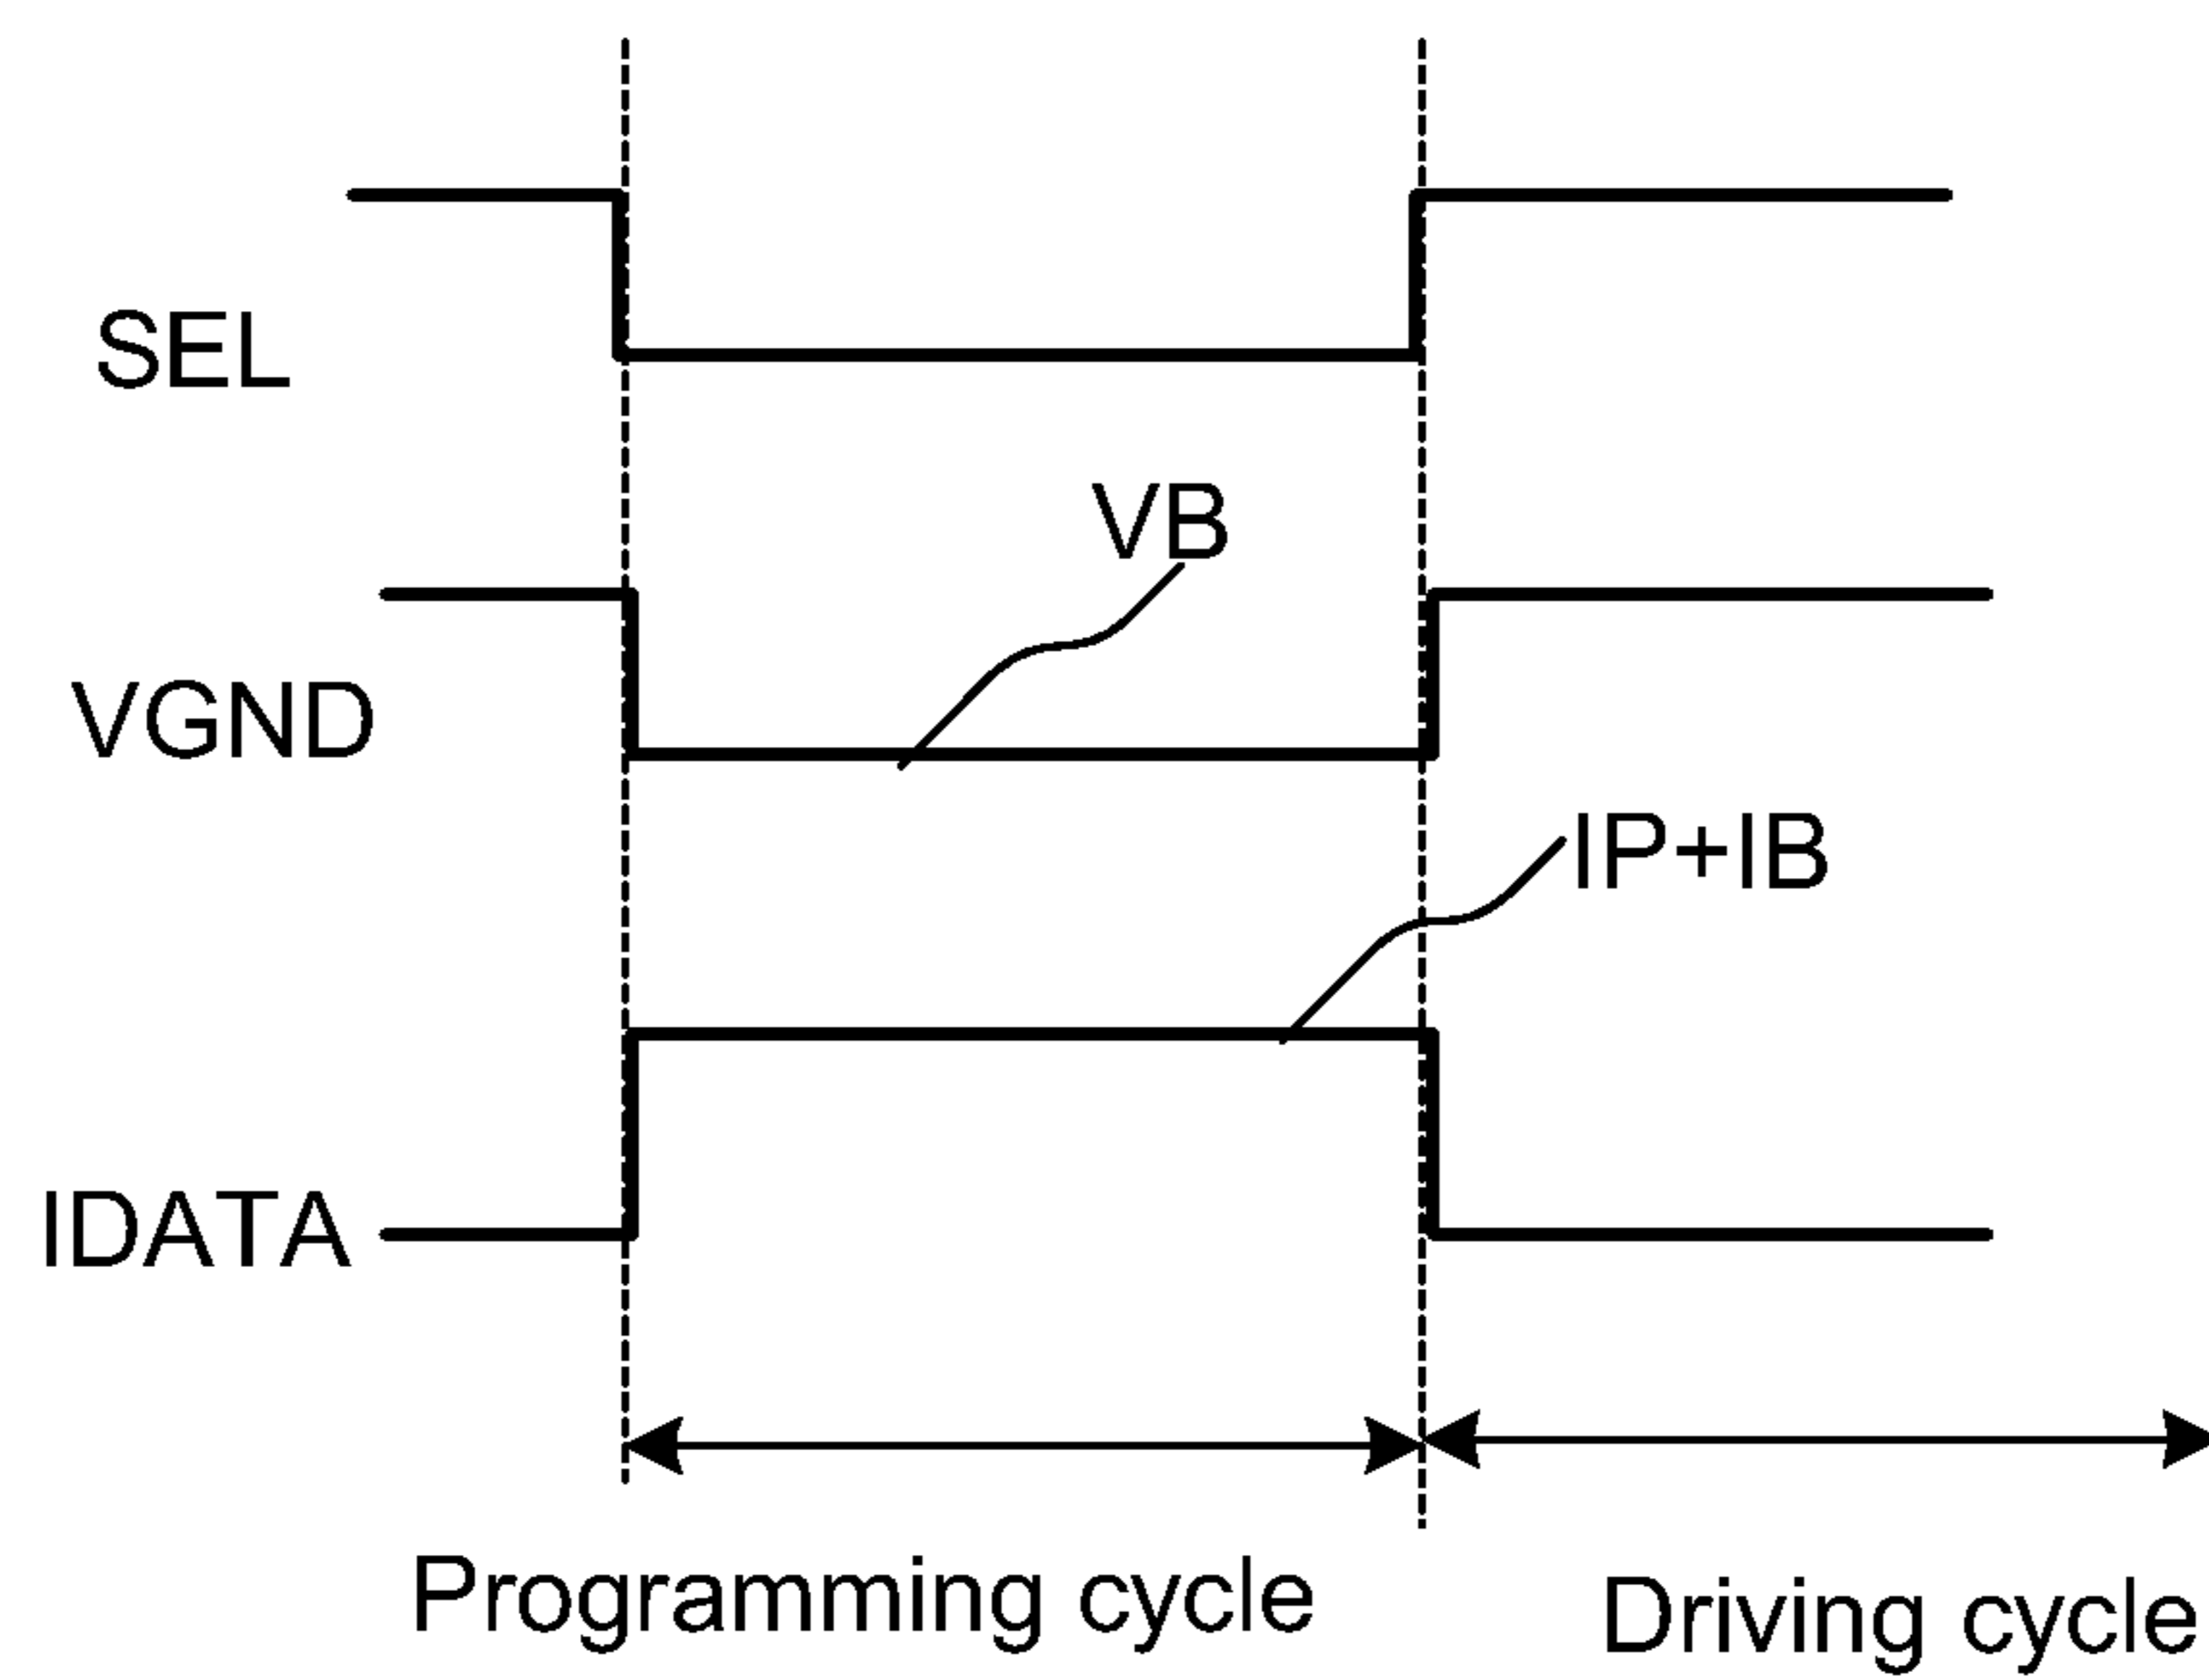 SEL
VB
VGND
IP+IB
IDATA
Programming cycle
Driving cycle